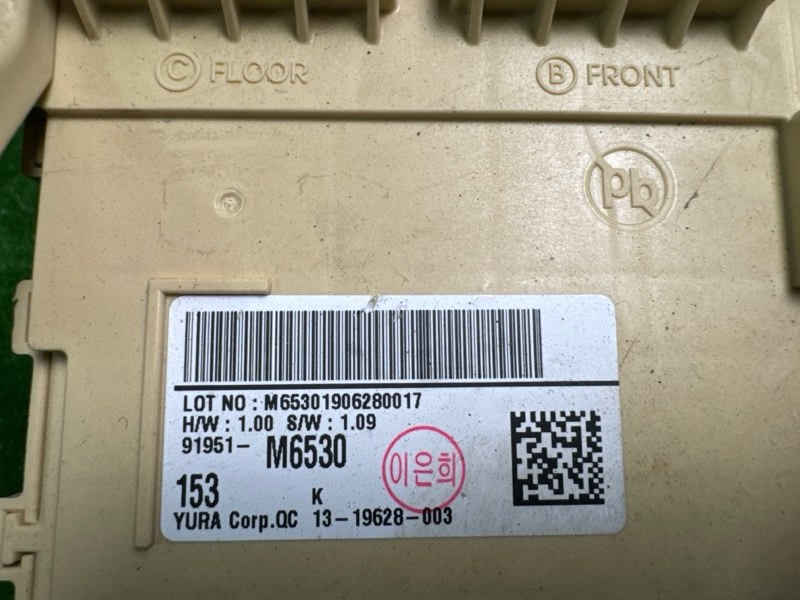 C FLOOR
B FRONT
pb
LOT NO : M65301906280017
H/W : 1.00 S/W : 1.09
91951- M6530
이은희
153 K
YURA Corp.QC 13-19628-003